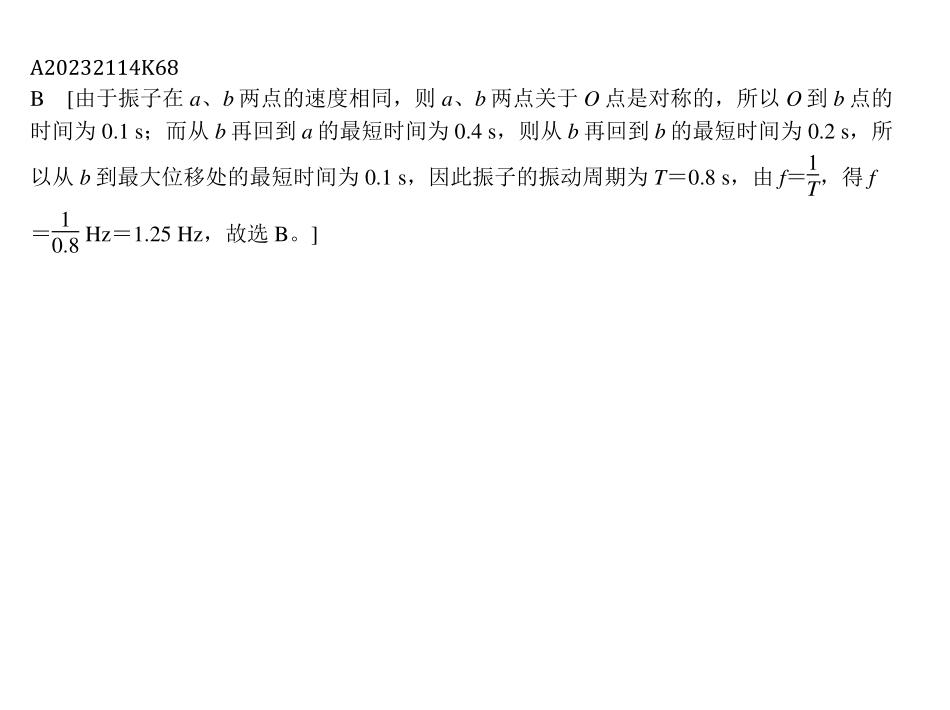 A20232114K68
B [由于振子在 a、b 两点的速度相同，则 a、b 两点关于 O 点是对称的，所以 O 到 b 点的
时间为 0.1 s；而从 b 再回到 a 的最短时间为 0.4 s，则从 b 再回到 b 的最短时间为 0.2 s，所
以从 b 到最大位移处的最短时间为 0.1 s，因此振子的振动周期为 T＝0.8 s，由 f＝1/T，得 f
＝1/0.8 Hz＝1.25 Hz，故选 B。]